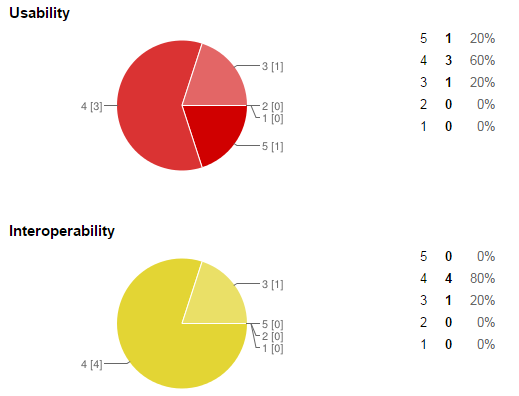 Usability
3 [1]
4 [3]
2 [0]
1 [0]
5 [1]
5 1 20%
4 3 60%
3 1 20%
2 0 0%
1 0 0%
Interoperability
3 [1]
5 [0]
2 [0]
1 [0]
4 [4]
5 0 0%
4 4 80%
3 1 20%
2 0 0%
1 0 0%